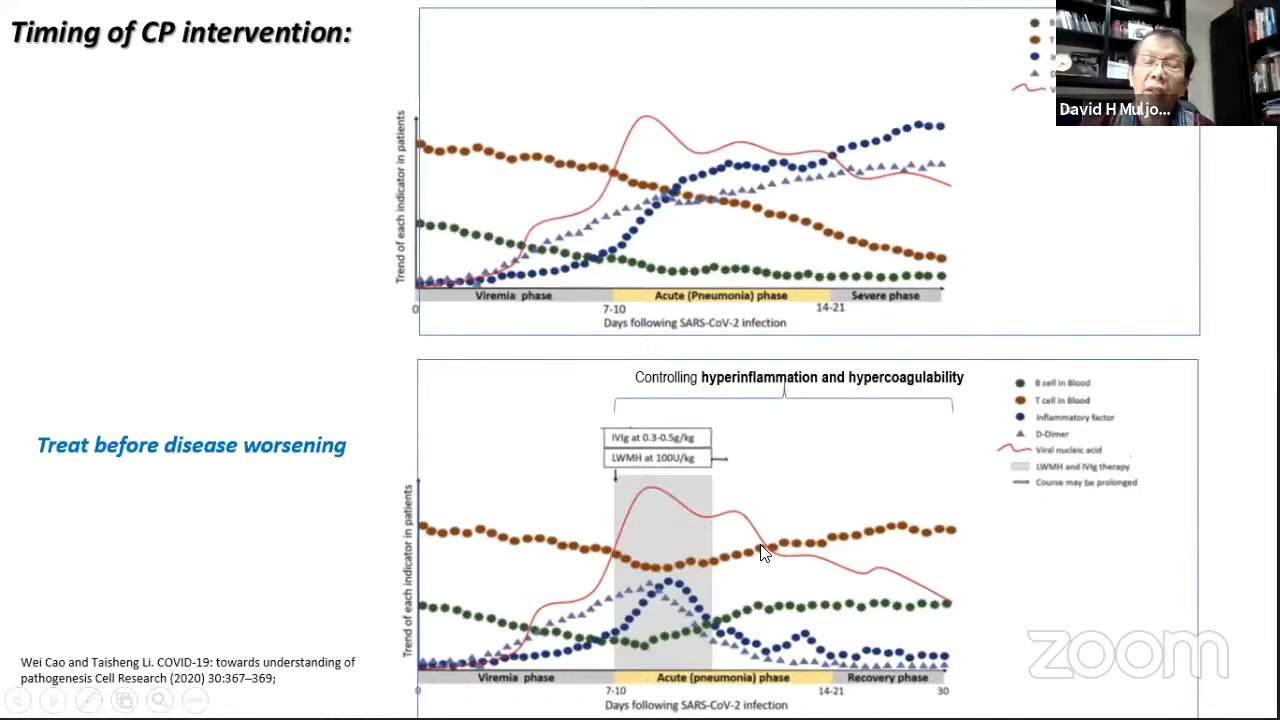 Timing of CP intervention:
David H Muljo...
Trend of each indicator in patients
Viremia phase
Acute (Pneumonia) phase
Severe phase
0
7-10
14-21
Days following SARS-CoV-2 infection
Controlling hyperinflammation and hypercoagulability
IVIg at 0.3-0.5g/kg
LWMH at 100U/kg
B cell in Blood
T cell in Blood
Inflammatory factor
D-Dimer
Viral nucleic acid
LWMH and IVIg therapy
Course may be prolonged
Treat before disease worsening
Trend of each indicator in patients
Viremia phase
Acute (pneumonia) phase
Recovery phase
0
7-10
14-21
30
Days following SARS-CoV-2 infection
Wei Cao and Taisheng Li. COVID-19: towards understanding of
pathogenesis Cell Research (2020) 30:367–369;
zoom